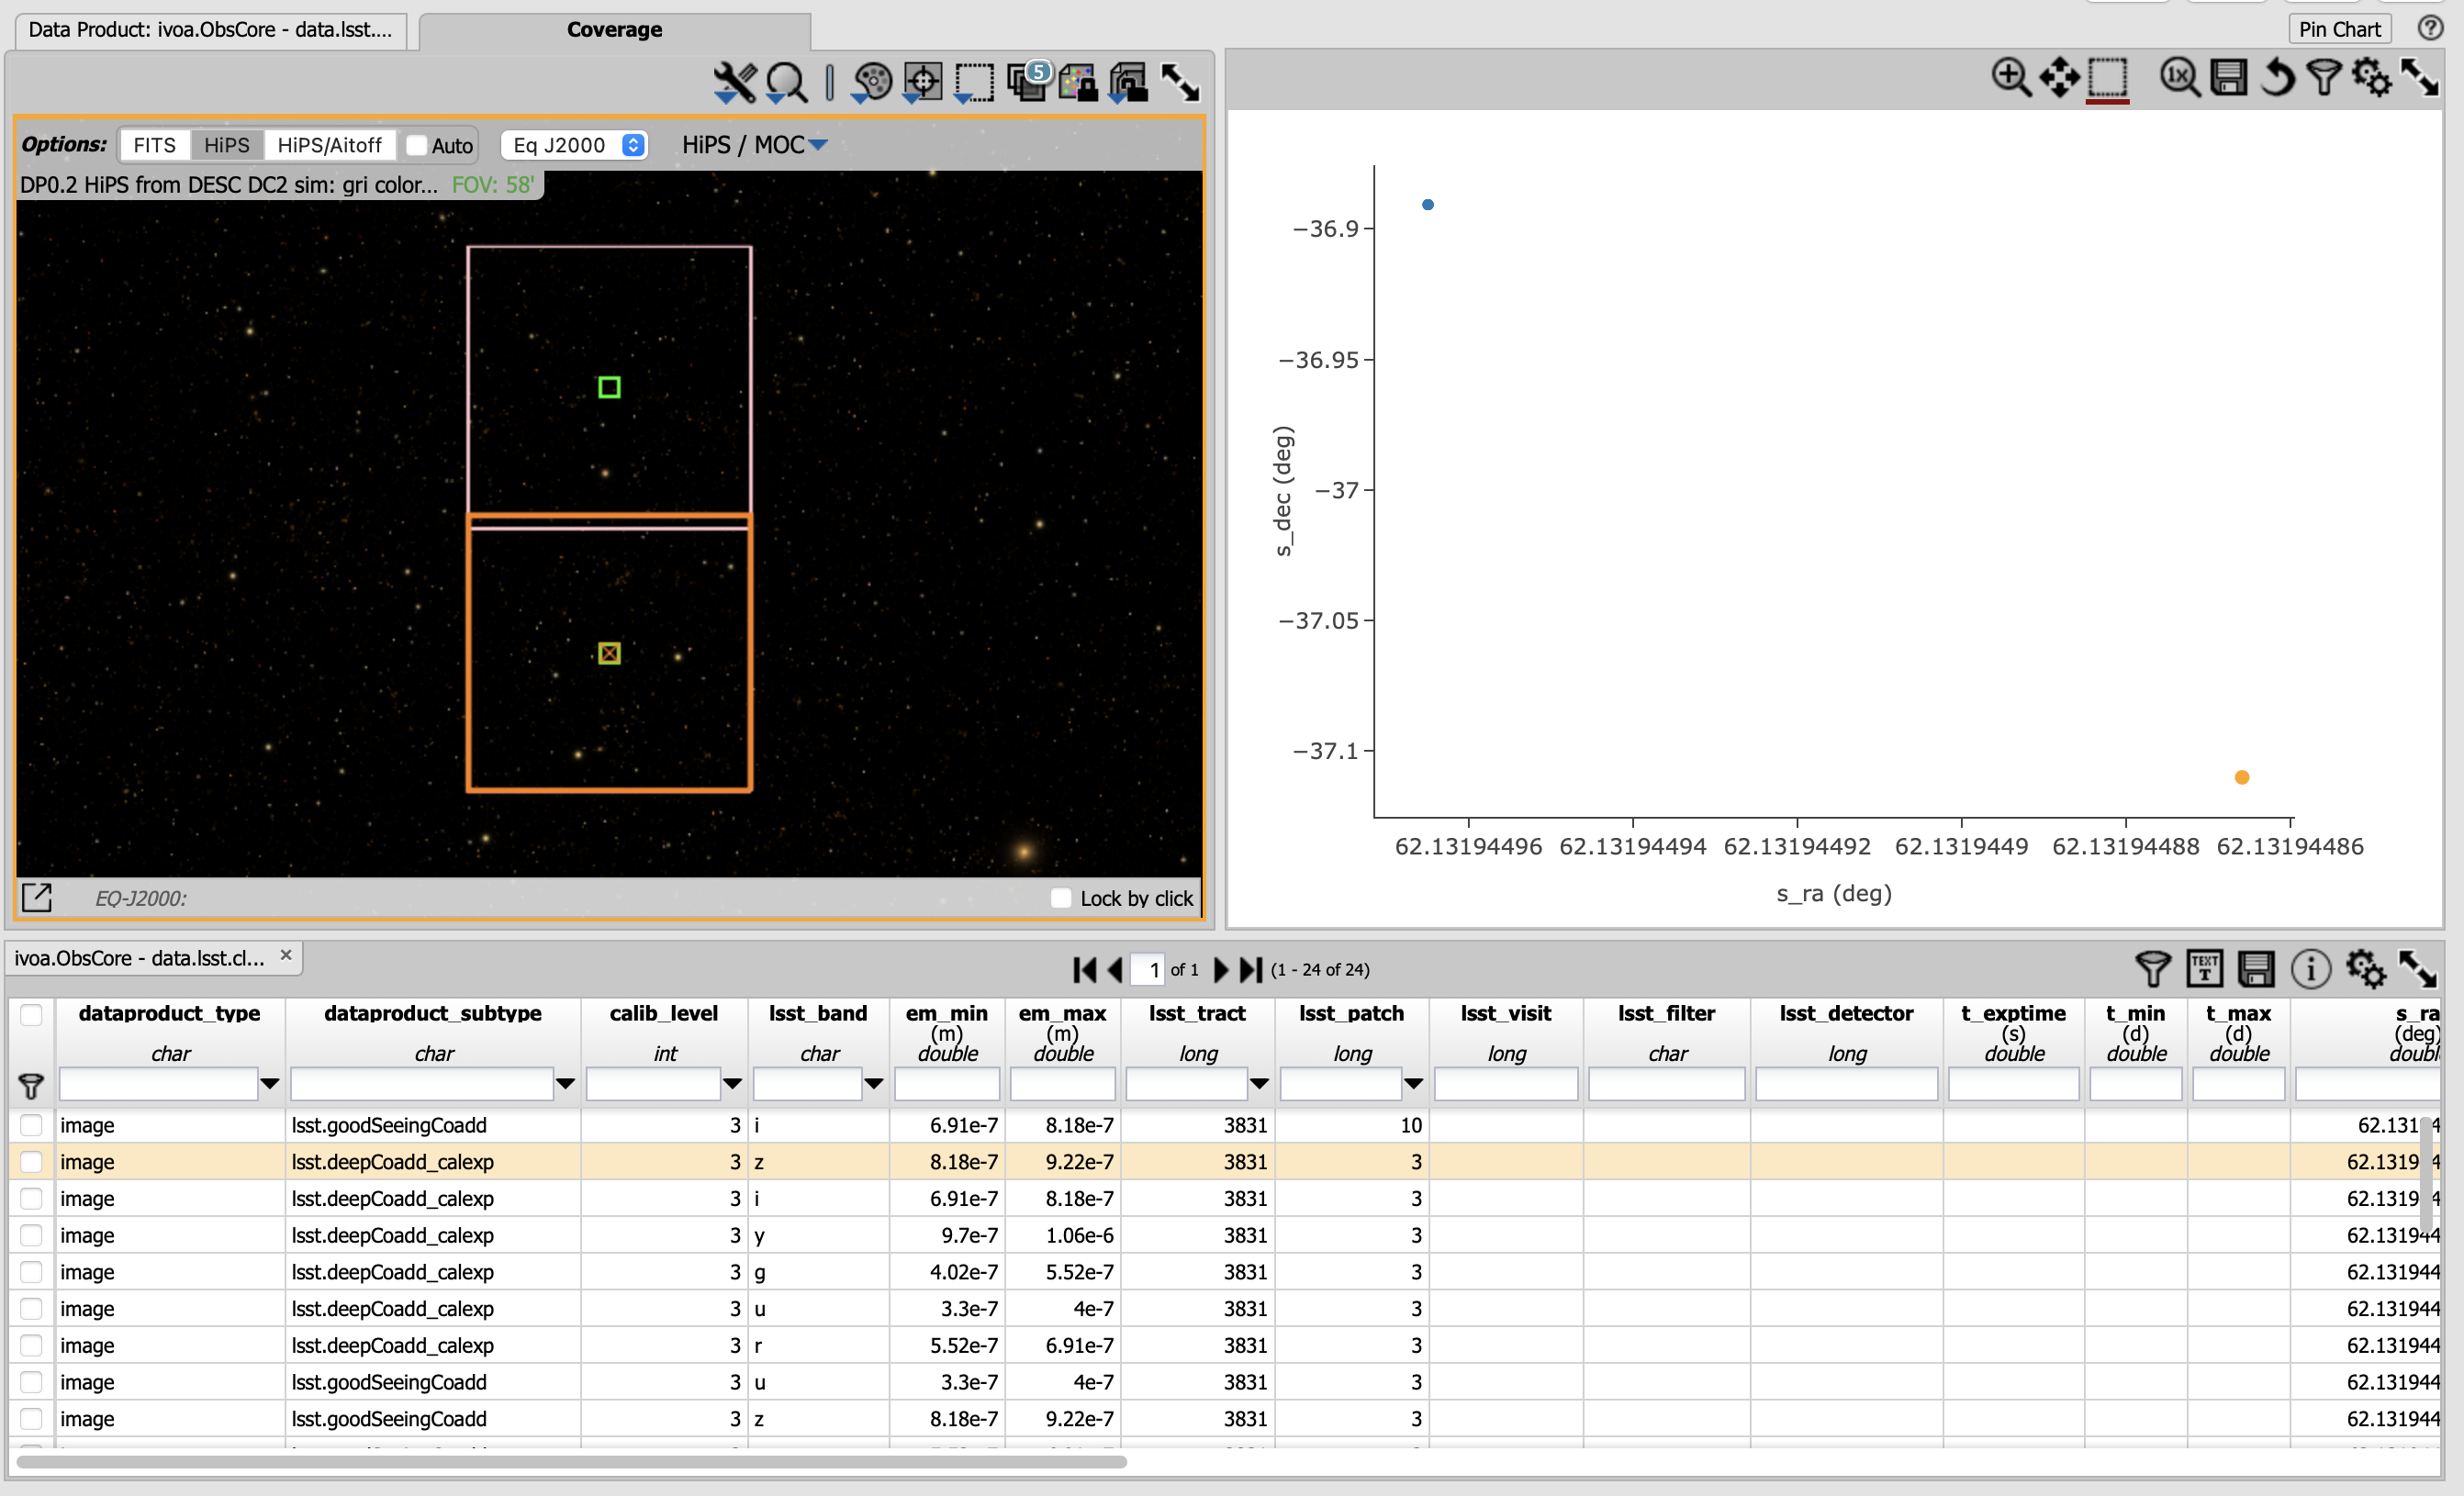 Data Product: ivoa.ObsCore - data.lsst....
Coverage
Pin Chart
5
1x
Options: FITS HiPS HiPS/Aitoff Auto Eq J2000 HiPS / MOC
DP0.2 HiPS from DESC DC2 sim: gri color... FOV: 58'
−36.9
−36.95
−37
−37.05
−37.1
s_dec (deg)
62.13194496 62.13194494 62.13194492 62.1319449 62.13194488 62.13194486
s_ra (deg)
EQ-J2000: Lock by click
ivoa.ObsCore - data.lsst.cl... × 1 of 1 (1 - 24 of 24) TEXT T i
dataproduct_type dataproduct_subtype calib_level lsst_band em_min em_max lsst_tract lsst_patch lsst_visit lsst_filter lsst_detector t_exptime t_min t_max s_ra
(m) (m) (s) (d) (d) (deg)
char char int char double double long long long char long double double double doubl
image lsst.goodSeeingCoadd 3 i 6.91e-7 8.18e-7 3831 10 62.131
image lsst.deepCoadd_calexp 3 z 8.18e-7 9.22e-7 3831 3 62.1319
image lsst.deepCoadd_calexp 3 i 6.91e-7 8.18e-7 3831 3 62.1319
image lsst.deepCoadd_calexp 3 y 9.7e-7 1.06e-6 3831 3 62.131944
image lsst.deepCoadd_calexp 3 g 4.02e-7 5.52e-7 3831 3 62.131944
image lsst.deepCoadd_calexp 3 u 3.3e-7 4e-7 3831 3 62.131944
image lsst.deepCoadd_calexp 3 r 5.52e-7 6.91e-7 3831 3 62.131944
image lsst.goodSeeingCoadd 3 u 3.3e-7 4e-7 3831 3 62.131944
image lsst.goodSeeingCoadd 3 z 8.18e-7 9.22e-7 3831 3 62.131944